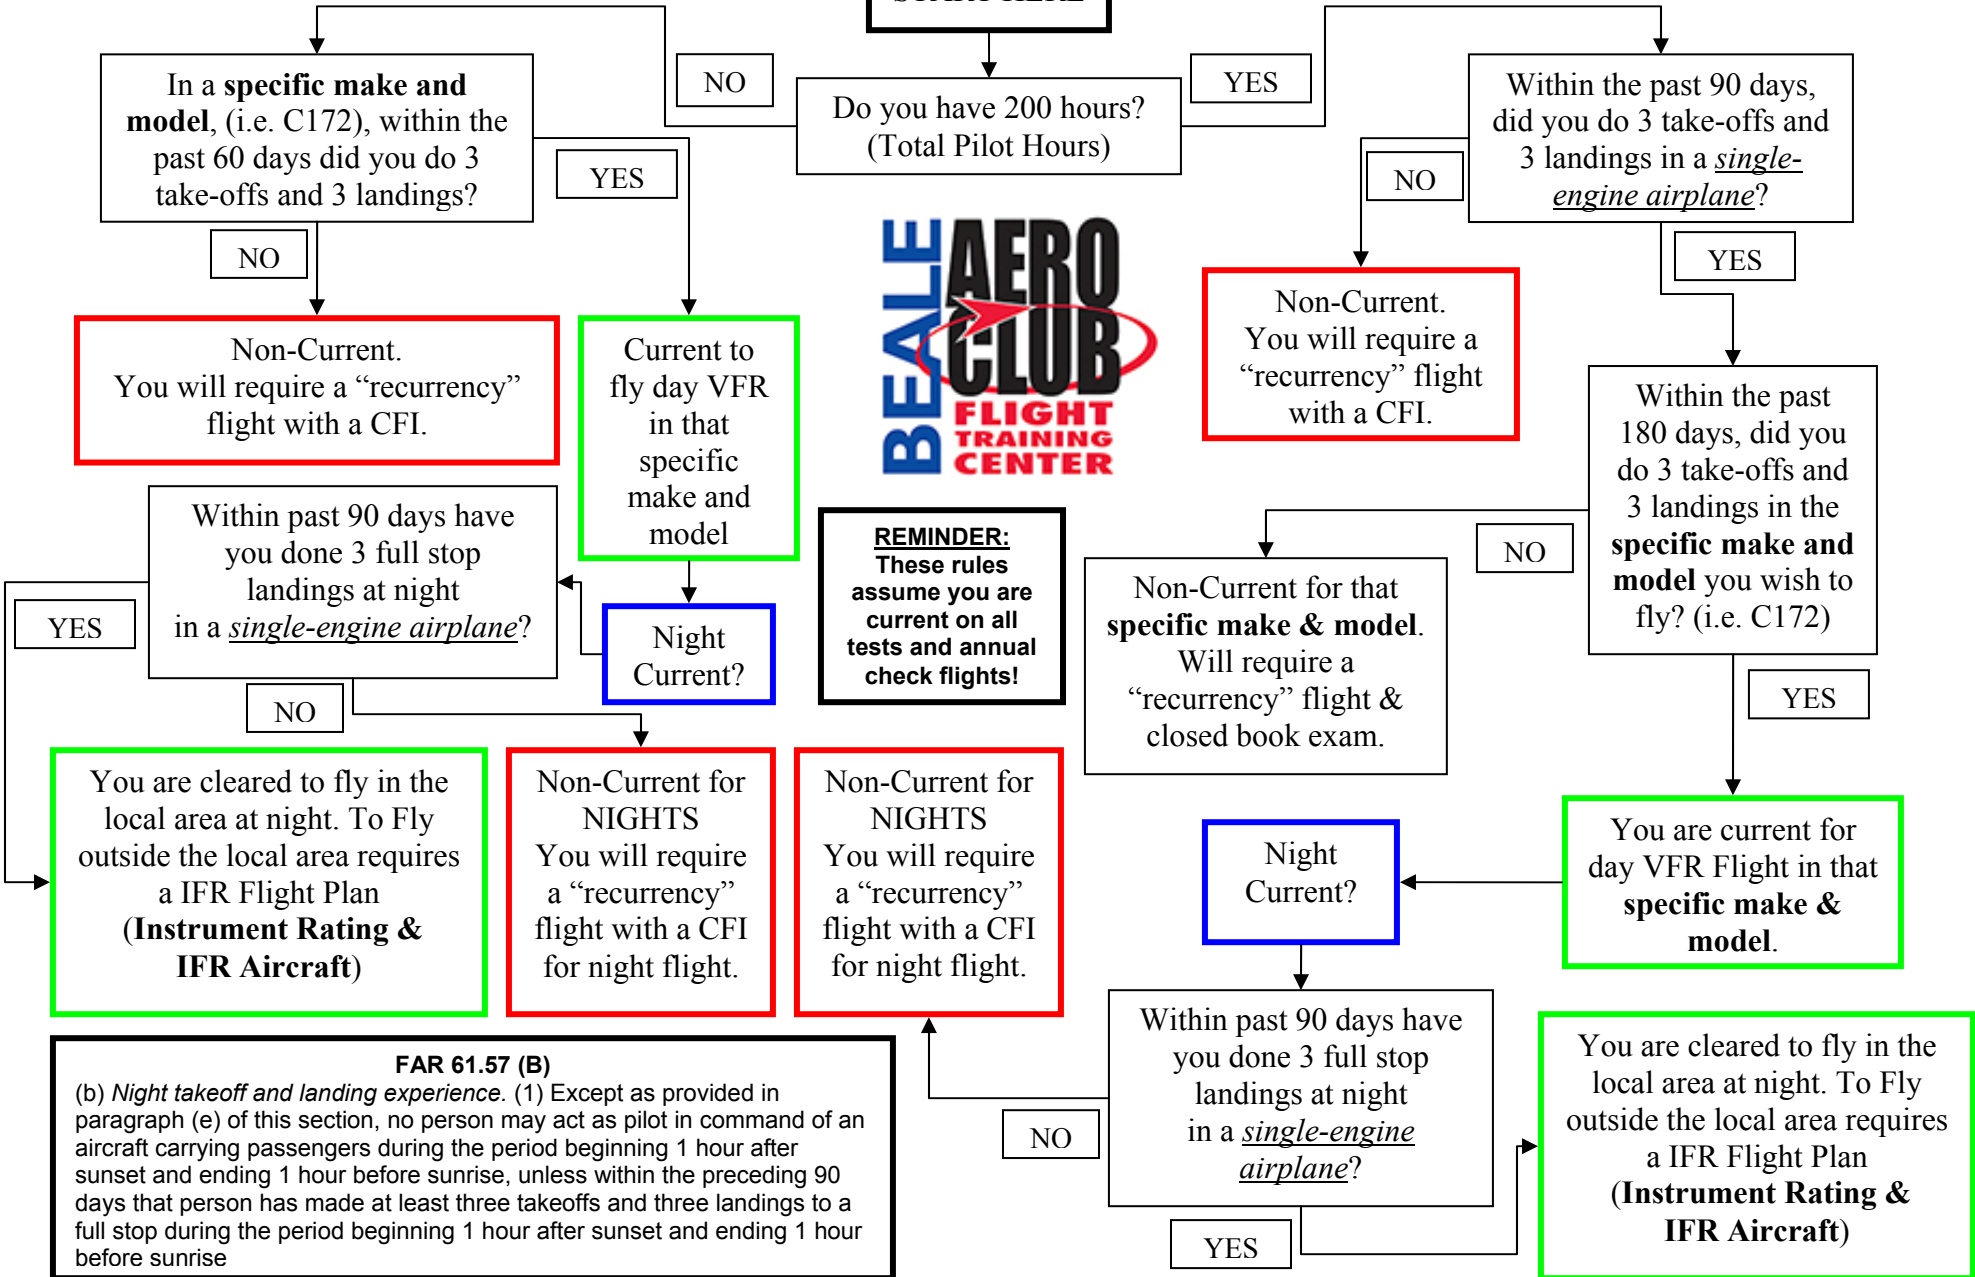 START HERE
NO
YES
In a specific make and
model, (i.e. C172), within the
past 60 days did you do 3
take-offs and 3 landings?
Do you have 200 hours?
(Total Pilot Hours)
Within the past 90 days,
did you do 3 take-offs and
3 landings in a single-
engine airplane?
YES
NO
NO
YES
BEALE
AERO
CLUB
FLIGHT
TRAINING
CENTER
Non-Current.
You will require a “recurrency”
flight with a CFI.
Current to
fly day VFR
in that
specific
make and
model
Non-Current.
You will require a
“recurrency” flight
with a CFI.
Within the past
180 days, did you
do 3 take-offs and
3 landings in the
specific make and
model you wish to
fly? (i.e. C172)
Within past 90 days have
you done 3 full stop
landings at night
in a single-engine airplane?
REMINDER:
These rules
assume you are
current on all
tests and annual
check flights!
NO
YES
Night
Current?
Non-Current for that
specific make & model.
Will require a
“recurrency” flight &
closed book exam.
NO
YES
You are cleared to fly in the
local area at night. To Fly
outside the local area requires
a IFR Flight Plan
(Instrument Rating &
IFR Aircraft)
Non-Current for
NIGHTS
You will require
a “recurrency”
flight with a CFI
for night flight.
Non-Current for
NIGHTS
You will require
a “recurrency”
flight with a CFI
for night flight.
Night
Current?
You are current for
day VFR Flight in that
specific make &
model.
Within past 90 days have
you done 3 full stop
landings at night
in a single-engine
airplane?
NO
YES
You are cleared to fly in the
local area at night. To Fly
outside the local area requires
a IFR Flight Plan
(Instrument Rating &
IFR Aircraft)
FAR 61.57 (B)
(b) Night takeoff and landing experience. (1) Except as provided in
paragraph (e) of this section, no person may act as pilot in command of an
aircraft carrying passengers during the period beginning 1 hour after
sunset and ending 1 hour before sunrise, unless within the preceding 90
days that person has made at least three takeoffs and three landings to a
full stop during the period beginning 1 hour after sunset and ending 1 hour
before sunrise